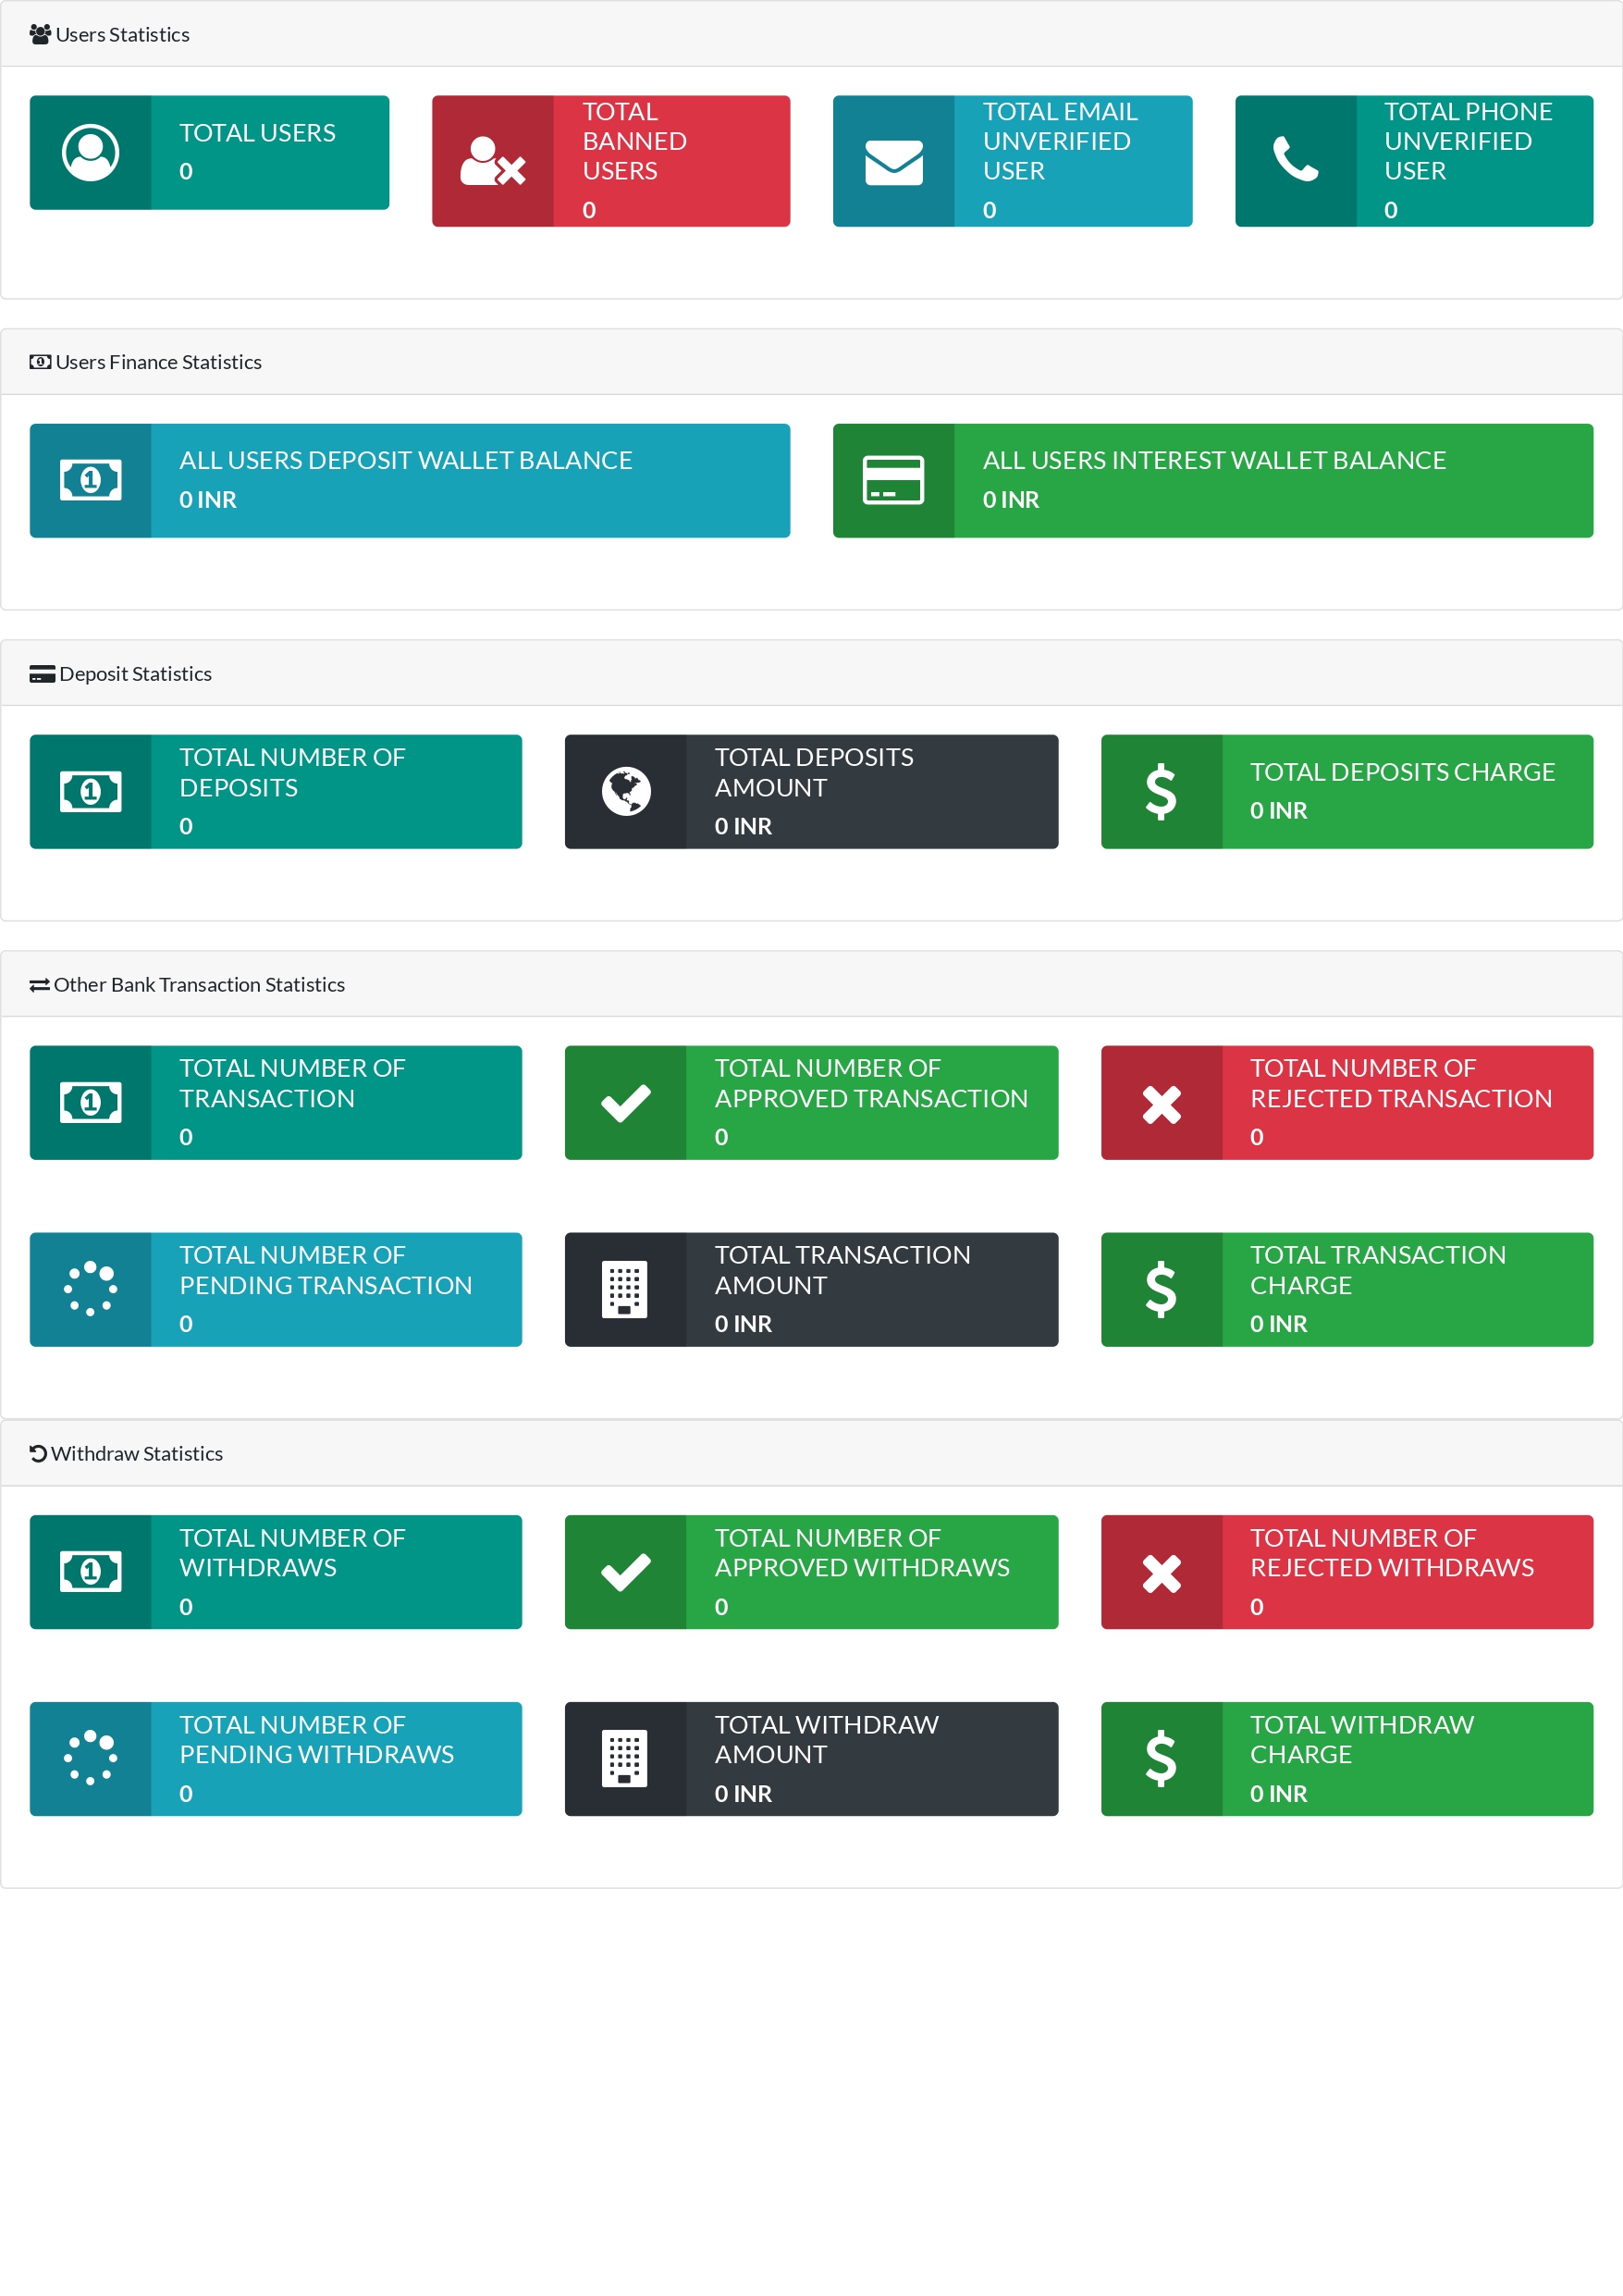 Users Statistics
TOTAL USERS
0
TOTAL
BANNED
USERS
0
TOTAL EMAIL
UNVERIFIED
USER
0
TOTAL PHONE
UNVERIFIED
USER
0
Users Finance Statistics
ALL USERS DEPOSIT WALLET BALANCE
0 INR
ALL USERS INTEREST WALLET BALANCE
0 INR
Deposit Statistics
TOTAL NUMBER OF
DEPOSITS
0
TOTAL DEPOSITS
AMOUNT
0 INR
TOTAL DEPOSITS CHARGE
0 INR
Other Bank Transaction Statistics
TOTAL NUMBER OF
TRANSACTION
0
TOTAL NUMBER OF
APPROVED TRANSACTION
0
TOTAL NUMBER OF
REJECTED TRANSACTION
0
TOTAL NUMBER OF
PENDING TRANSACTION
0
TOTAL TRANSACTION
AMOUNT
0 INR
TOTAL TRANSACTION
CHARGE
0 INR
Withdraw Statistics
TOTAL NUMBER OF
WITHDRAWS
0
TOTAL NUMBER OF
APPROVED WITHDRAWS
0
TOTAL NUMBER OF
REJECTED WITHDRAWS
0
TOTAL NUMBER OF
PENDING WITHDRAWS
0
TOTAL WITHDRAW
AMOUNT
0 INR
TOTAL WITHDRAW
CHARGE
0 INR